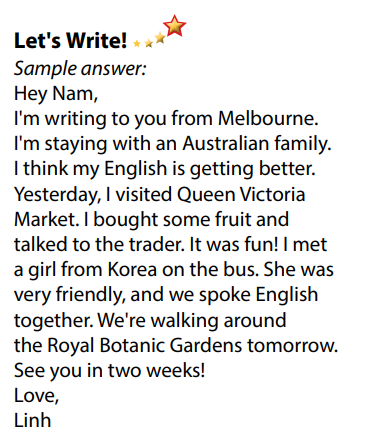 Let's Write!
Sample answer:
Hey Nam,
I'm writing to you from Melbourne.
I'm staying with an Australian family.
I think my English is getting better.
Yesterday, I visited Queen Victoria
Market. I bought some fruit and
talked to the trader. It was fun! I met
a girl from Korea on the bus. She was
very friendly, and we spoke English
together. We're walking around
the Royal Botanic Gardens tomorrow.
See you in two weeks!
Love,
Linh